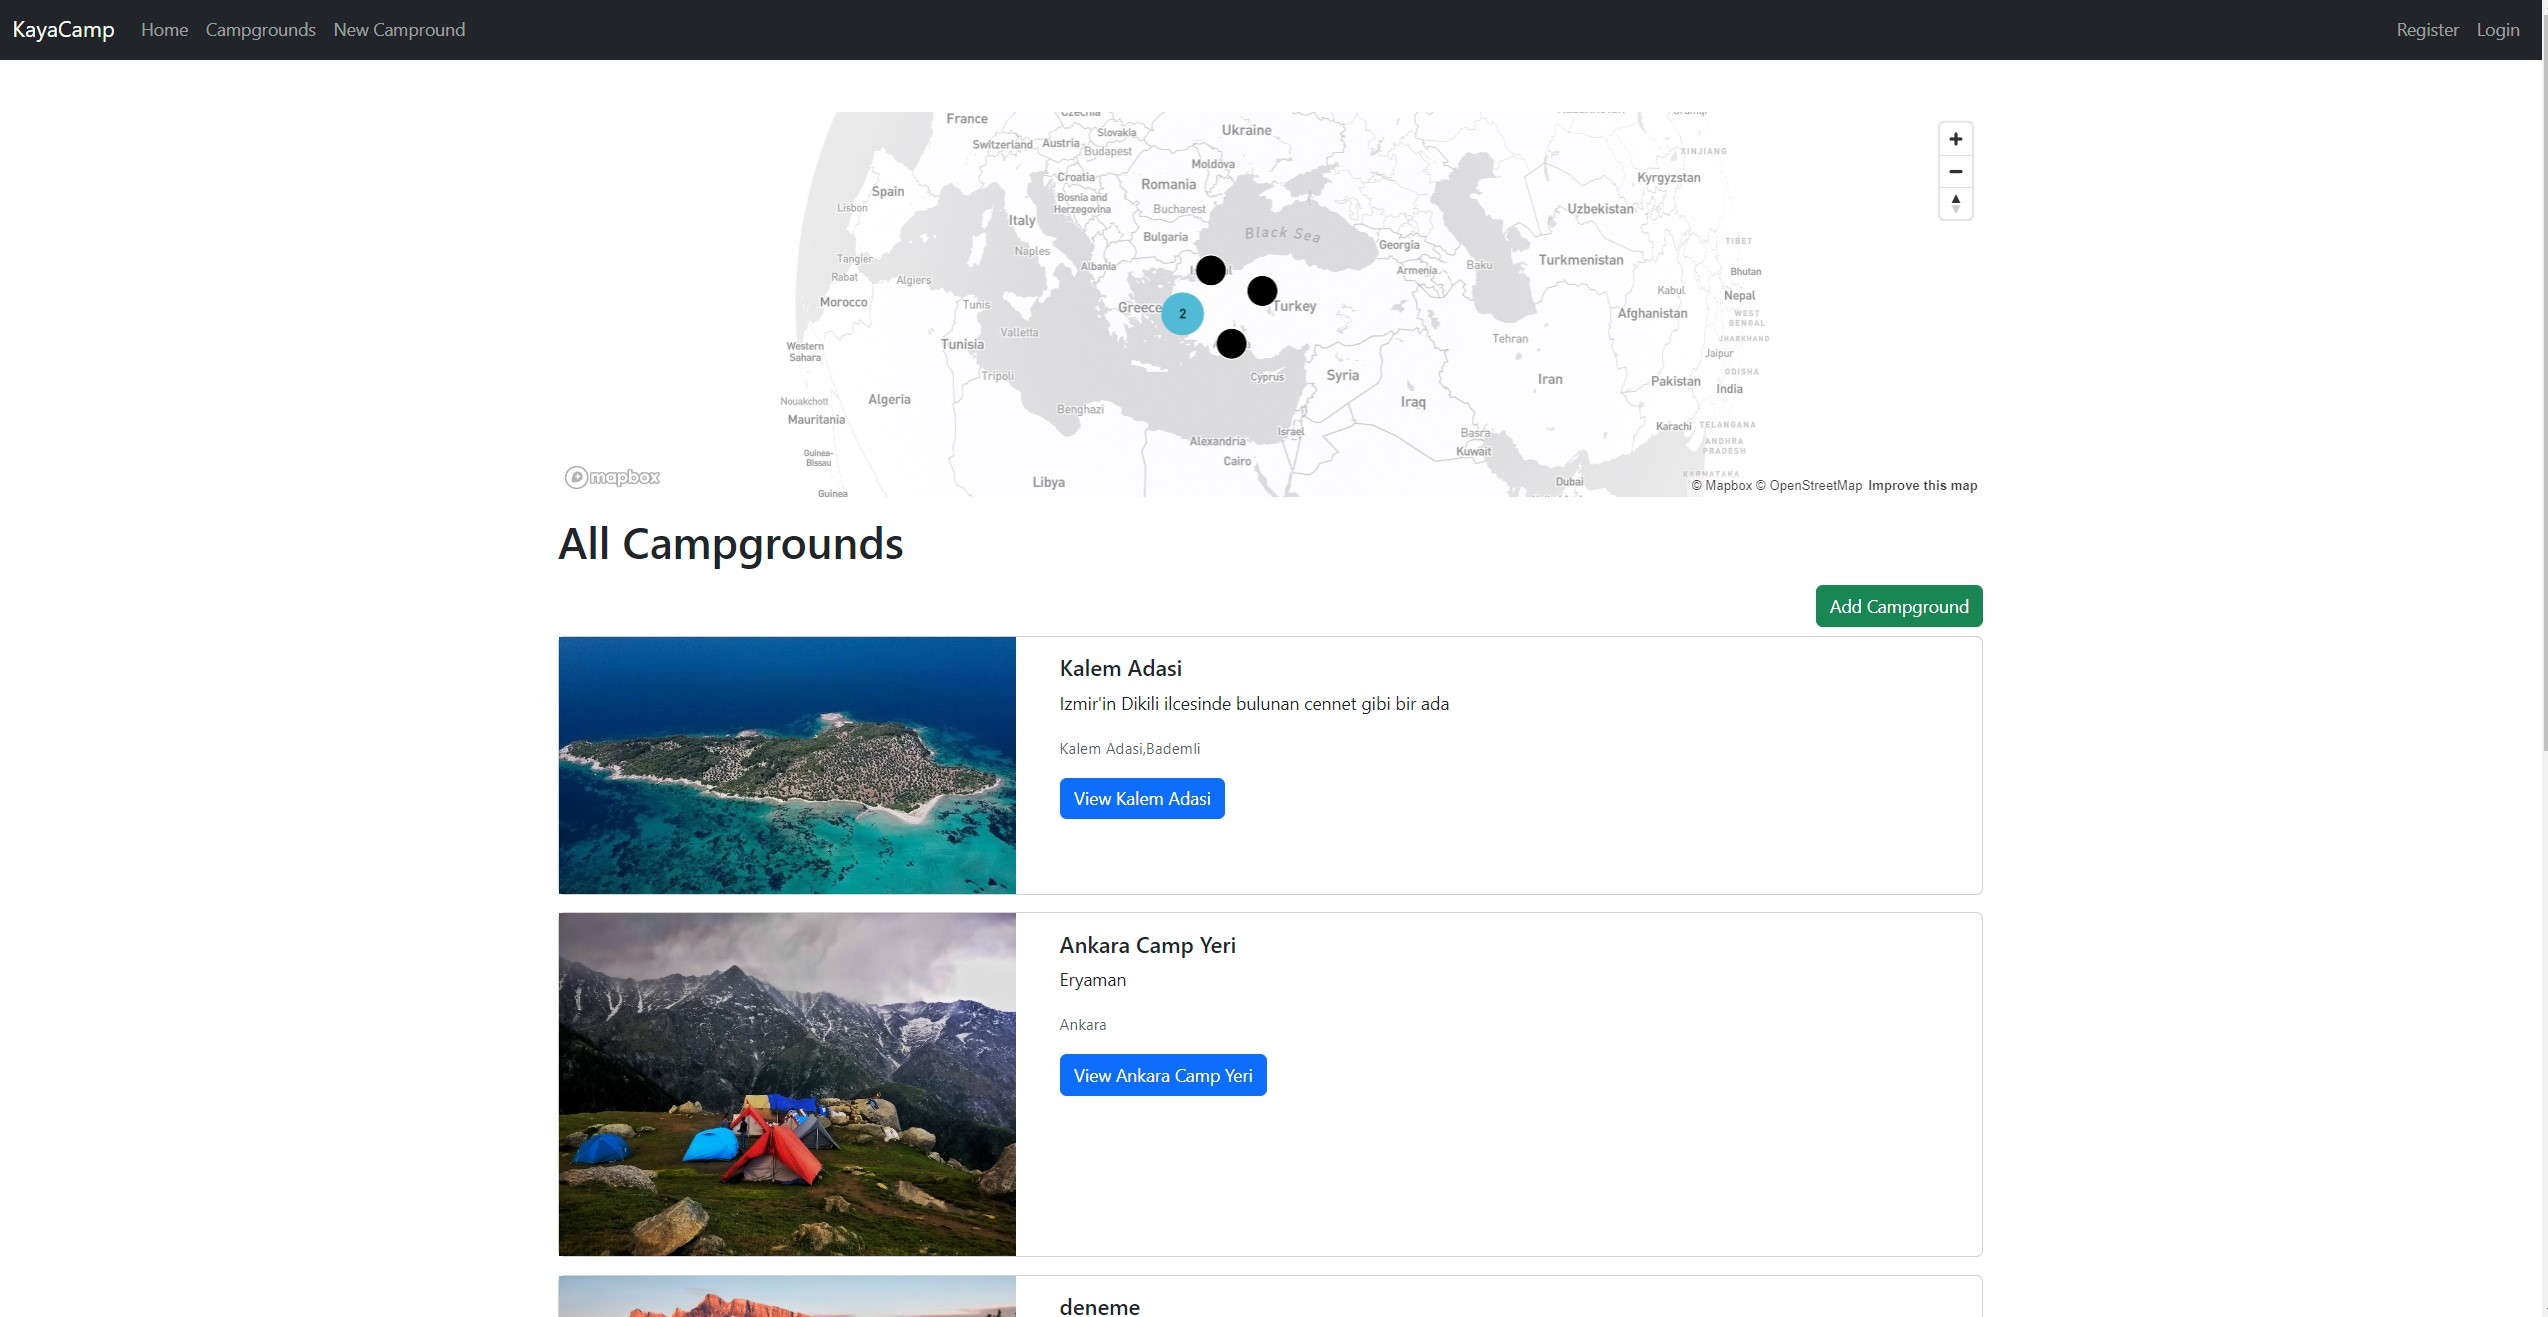 KayaCamp
Home
Campgrounds
New Camground
Register
Login
France
Czechia
Slovakia
Ukraine
Switzerland
Austria
Budapest
XINJIANG
Moldova
Croatia
Kyrgyzstan
Romania
Spain
Bosnia and
Herzegovina
Lisbon
Bucharest
Uzbekistan
Italy
Black Sea
Bulgaria
TIBET
Georgia
Naples
Tangier
Turkmenistan
Albania
Baku
Armenia
Bhutan
Rabat
Algiers
Kabul
Nepal
Morocco
Tunis
Greece
Turkey
2
Afghanistan
WEST
BENGAL
Valletta
JHARKHAND
Tehran
Tunisia
Western
Sahara
Jaipur
ODISHA
Tripoli
Cyprus
Syria
Iran
Pakistan
India
Algeria
Nouakchott
Iraq
Benghazi
Mauritania
Karachi
TELANGANA
Israel
Basra
Alexandria
ANDHRA
PRADESH
Kuwait
Guinea-
Bissau
Cairo
KARNATAKA
mapbox
Libya
Dubai
Guinea
© Mapbox © OpenStreetMap Improve this map
All Campgrounds
Add Campground
Kalem Adasi
Izmir'in Dikili ilcesinde bulunan cennet gibi bir ada
Kalem Adasi,Bademli
View Kalem Adasi
Ankara Camp Yeri
Eryaman
Ankara
View Ankara Camp Yeri
deneme